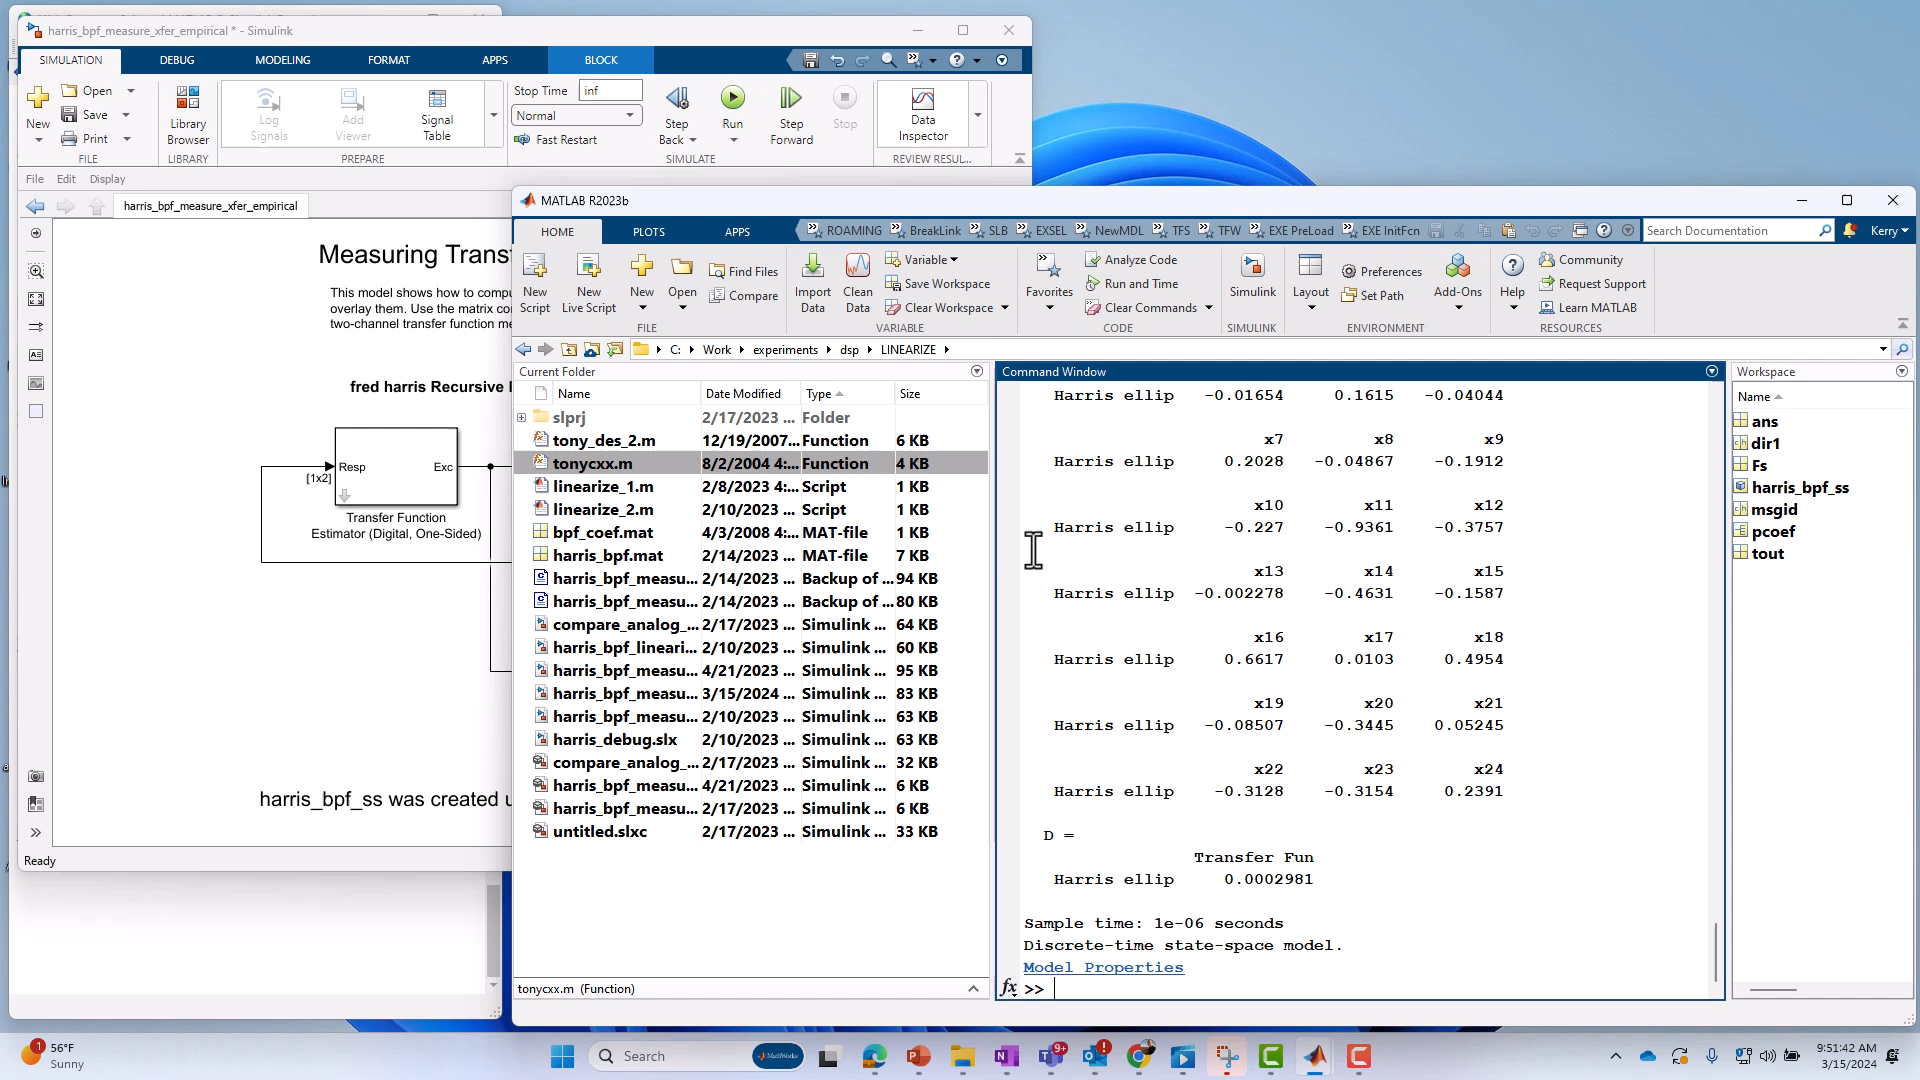 harris_bpf_measure_xfer_empirical * - Simulink
SIMULATION DEBUG MODELING FORMAT APPS BLOCK
New Open Save Print
FILE
Library Browser
LIBRARY
Log Signals Add Viewer Signal Table
PREPARE
Stop Time inf
Normal
Fast Restart
Step Back Run Step Forward Stop
SIMULATE
Data Inspector
REVIEW RESUL...
File Edit Display
harris_bpf_measure_xfer_empirical
Measuring Transf
This model shows how to compu
overlay them. Use the matrix co
two-channel transfer function me
fred harris Recursive
Resp Exc
[1x2]
Transfer Function
Estimator (Digital, One-Sided)
harris_bpf_ss was created u
Ready
MATLAB R2023b
HOME PLOTS APPS
ROAMING BreakLink SLB EXSEL NewMDL TFS TFW EXE PreLoad EXE InitFcn
Search Documentation
Kerry
New Script New Live Script New Open Find Files Compare
FILE
Import Data Clean Data Variable Save Workspace Clear Workspace
VARIABLE
Favorites Analyze Code Run and Time Clear Commands
CODE
Simulink
SIMULINK
Layout Preferences Set Path Add-Ons
ENVIRONMENT
Help Community Request Support Learn MATLAB
RESOURCES
C: Work experiments dsp LINEARIZE
Current Folder
Name Date Modified Type Size
slprj 2/17/2023 ... Folder
tony_des_2.m 12/19/2007... Function 6 KB
tonycxx.m 8/2/2004 4:... Function 4 KB
linearize_1.m 2/8/2023 4:... Script 1 KB
linearize_2.m 2/10/2023 ... Script 1 KB
bpf_coef.mat 4/3/2008 4:... MAT-file 1 KB
harris_bpf.mat 2/14/2023 ... MAT-file 7 KB
harris_bpf_measu... 2/14/2023 ... Backup of ... 94 KB
harris_bpf_measu... 2/14/2023 ... Backup of ... 80 KB
compare_analog_... 2/17/2023 ... Simulink ... 64 KB
harris_bpf_lineari... 2/10/2023 ... Simulink ... 60 KB
harris_bpf_measu... 4/21/2023 ... Simulink ... 95 KB
harris_bpf_measu... 3/15/2024 ... Simulink ... 83 KB
harris_bpf_measu... 2/10/2023 ... Simulink ... 63 KB
harris_debug.slx 2/10/2023 ... Simulink ... 63 KB
compare_analog_... 2/17/2023 ... Simulink ... 32 KB
harris_bpf_measu... 4/21/2023 ... Simulink ... 6 KB
harris_bpf_measu... 2/17/2023 ... Simulink ... 6 KB
untitled.slxc 2/17/2023 ... Simulink ... 33 KB
tonycxx.m (Function)
Command Window
Harris ellip -0.01654 0.1615 -0.04044
x7 x8 x9
Harris ellip 0.2028 -0.04867 -0.1912
x10 x11 x12
Harris ellip -0.227 -0.9361 -0.3757
x13 x14 x15
Harris ellip -0.002278 -0.4631 -0.1587
x16 x17 x18
Harris ellip 0.6617 0.0103 0.4954
x19 x20 x21
Harris ellip -0.08507 -0.3445 0.05245
x22 x23 x24
Harris ellip -0.3128 -0.3154 0.2391
D =
Transfer Fun
Harris ellip 0.0002981
Sample time: 1e-06 seconds
Discrete-time state-space model.
Model Properties
fx >>
Workspace
Name
ans
dir1
Fs
harris_bpf_ss
msgid
pcoef
tout
1
56°F
Sunny
Search
MathWorks
9+
9:51:42 AM
3/15/2024